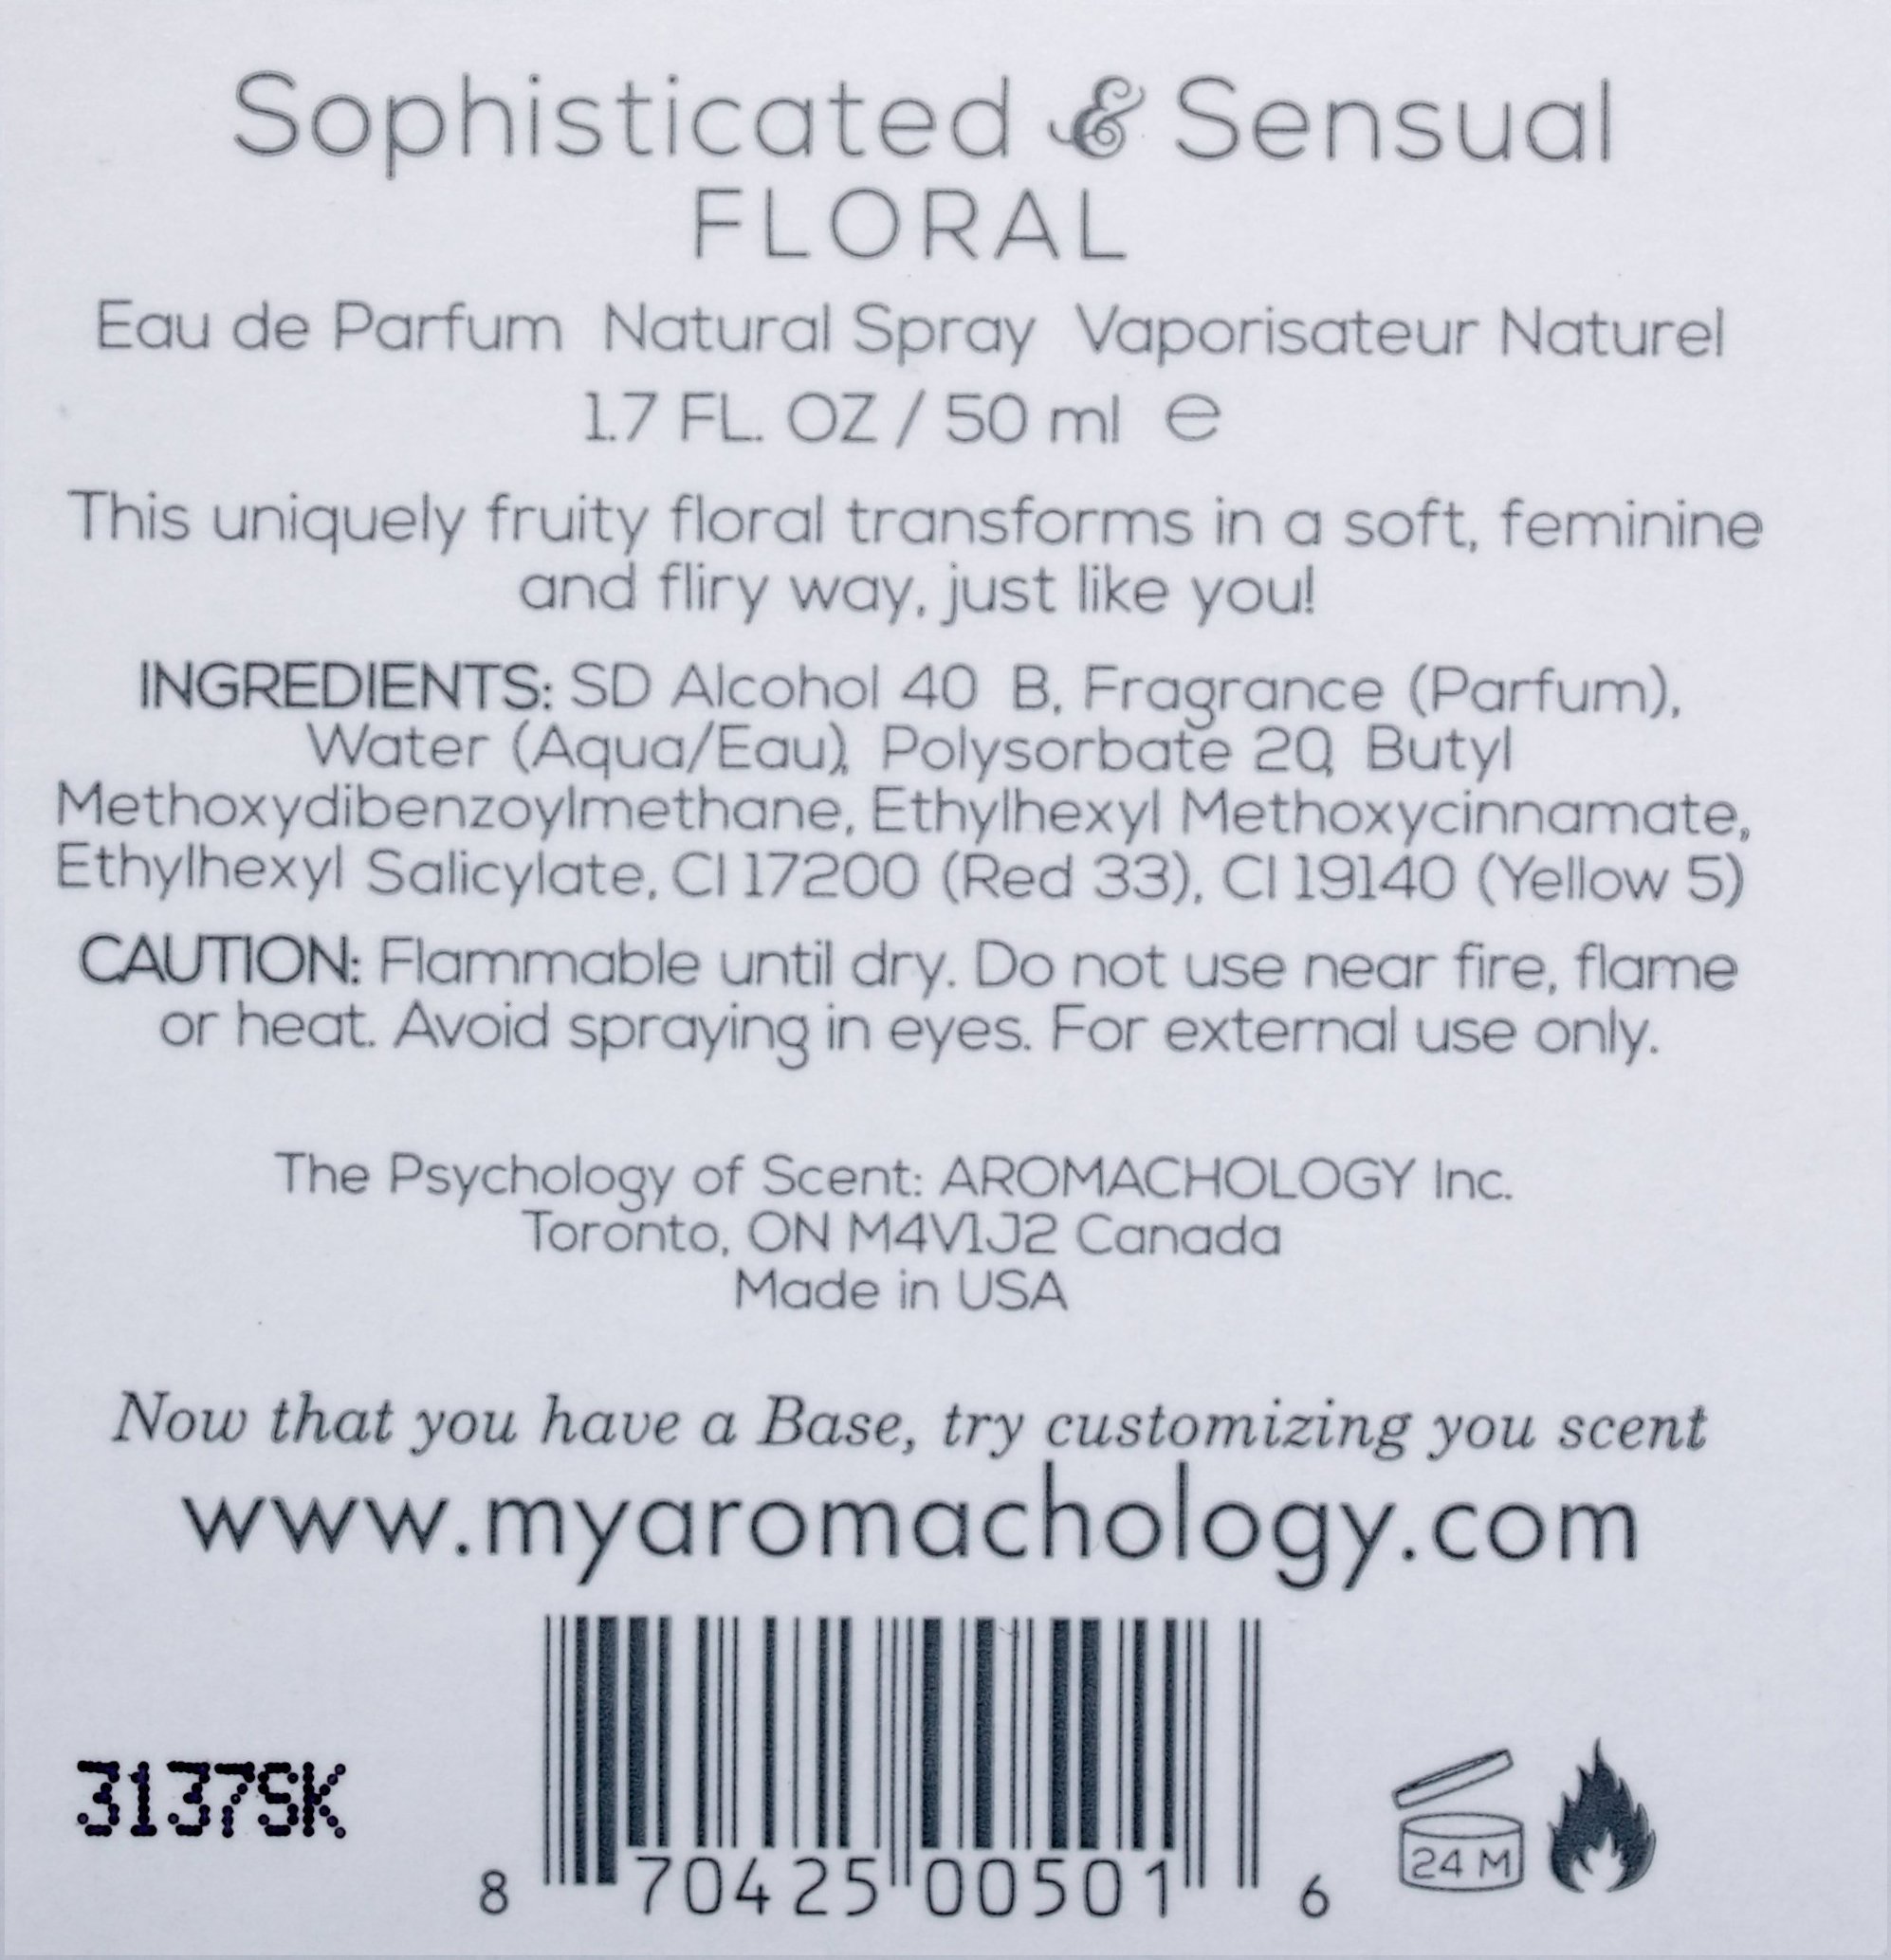 Sophisticated & Sensual
FLORAL
Eau de Parfum Natural Spray Vaporisateur Naturel
1.7 FL. OZ / 50 ml e
This uniquely fruity floral transforms in a soft, feminine
and fliry way, just like you!
INGREDIENTS: SD Alcohol 40 B, Fragrance (Parfum),
Water (Aqua/Eau), Polysorbate 20, Butyl
Methoxydibenzoylmethane, Ethylhexyl Methoxycinnamate,
Ethylhexyl Salicylate, CI 17200 (Red 33), CI 19140 (Yellow 5)
CAUTION: Flammable until dry. Do not use near fire, flame
or heat. Avoid spraying in eyes. For external use only.
The Psychology of Scent: AROMACHOLOGY Inc.
Toronto, ON M4V1J2 Canada
Made in USA
Now that you have a Base, try customizing you scent
www.myaromachology.com
3137SK
8 70425 00501 6
24 M